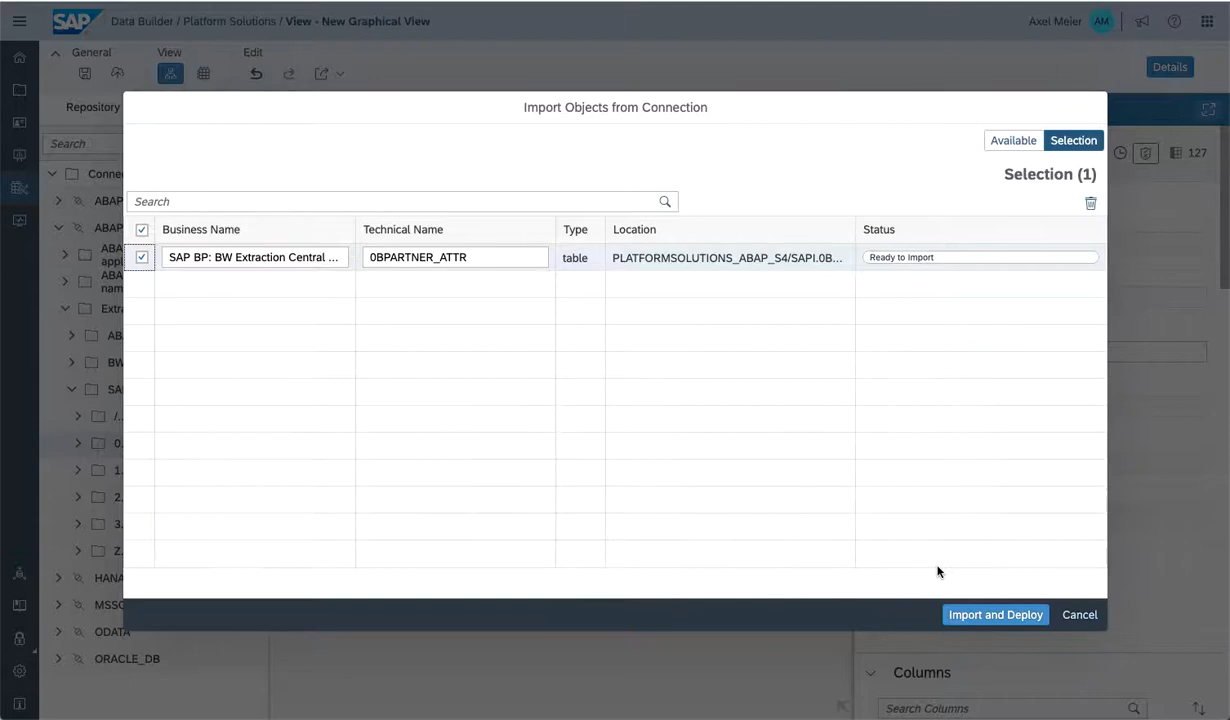 SAP Data Builder / Platform Solutions / View - New Graphical View Axel Meier AM
General View Edit
Details
Repository
Import Objects from Connection
Available Selection
Search
127
Selection (1)
Search
Business Name Technical Name Type Location Status
SAP BP: BW Extraction Central ... 0BPARTNER_ATTR table PLATFORMSOLUTIONS_ABAP_S4/SAPI.0B... Ready to Import
Conne
ABAP
ABAP
ABA
appl
ABA
nam
Extra
AB
BW
SA
/..
0.
1.
2.
3.
Z.
HANA
MSSC
ODATA
ORACLE_DB
Import and Deploy Cancel
Columns
Search Columns